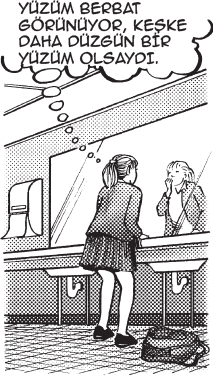 YÜZÜM BERBAT
GÖRÜNÜYOR, KEŞKE
DAHA DÜZGÜN BİR
YÜZÜM OLSAYDI.